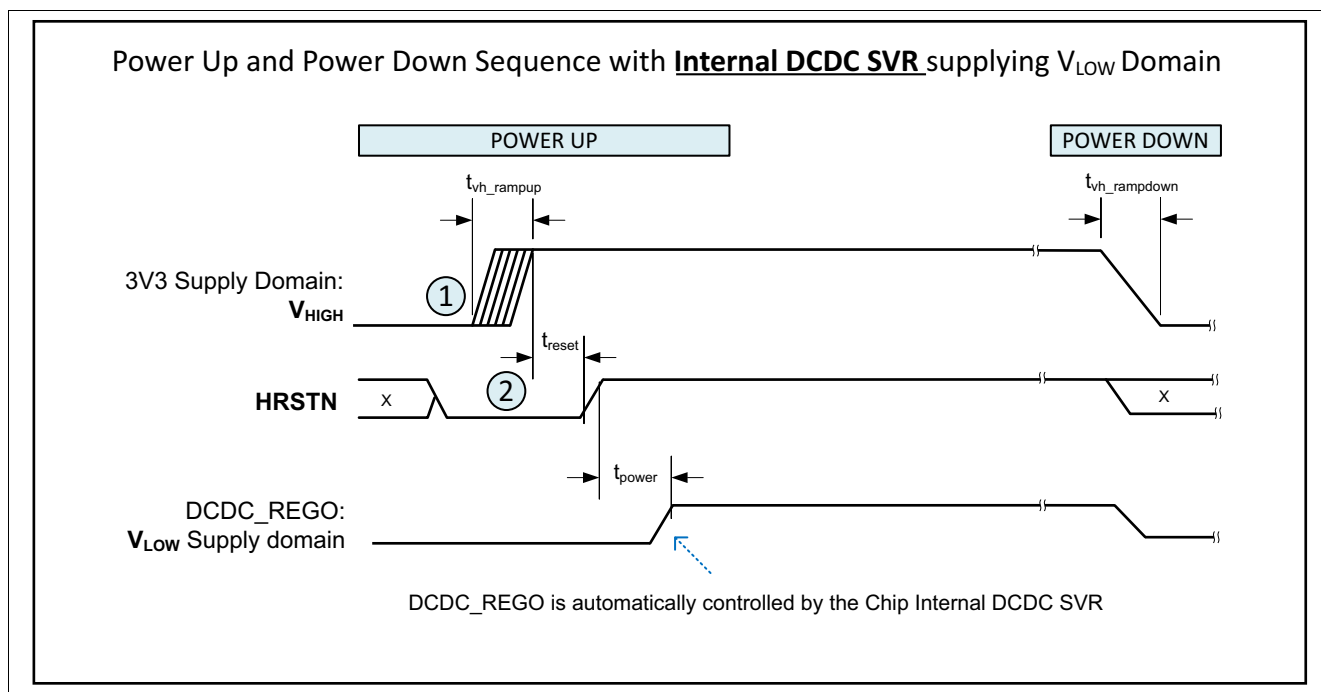 Power Up and Power Down Sequence with Internal DCDC SVR supplying VLOW Domain
POWER UP
POWER DOWN
tvh_rampup
tvh_rampdown
3V3 Supply Domain:
VHIGH
1
treset
HRSTN
X
2
X
tpower
DCDC_REGO:
VLOW Supply domain
DCDC_REGO is automatically controlled by the Chip Internal DCDC SVR